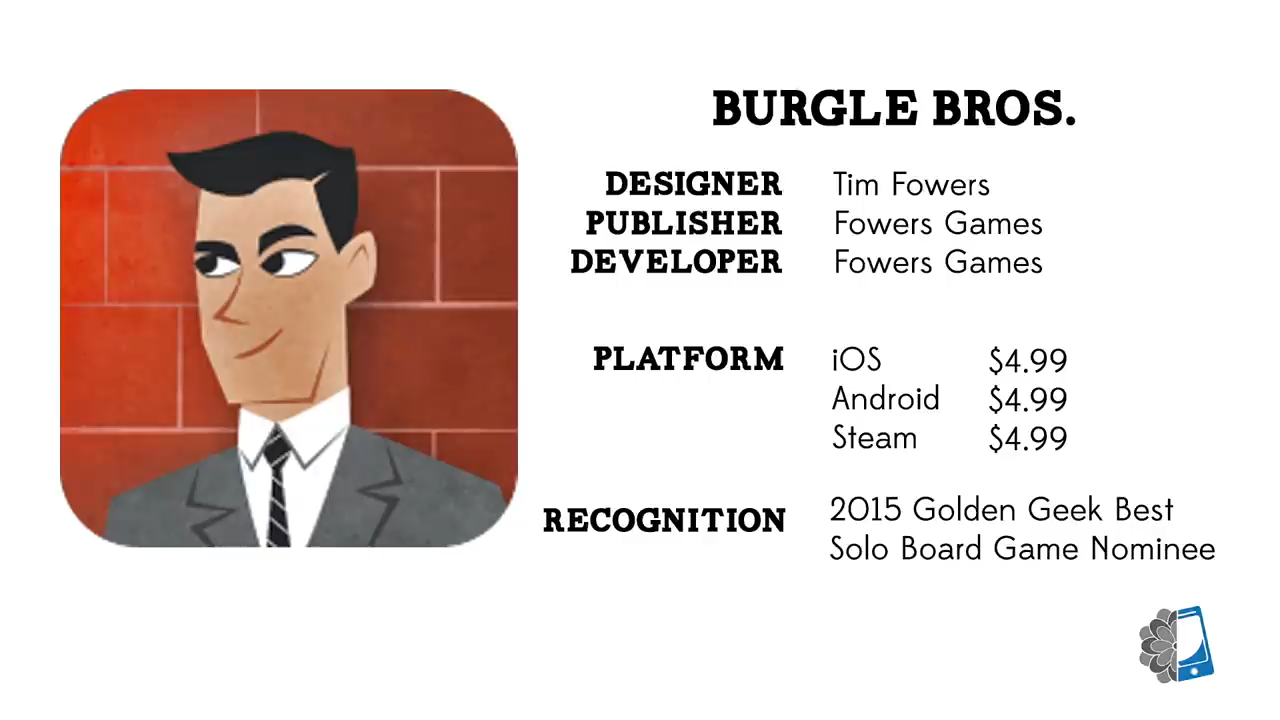 BURGLE BROS.
DESIGNER Tim Fowers
PUBLISHER Fowers Games
DEVELOPER Fowers Games
PLATFORM iOS $4.99
Android $4.99
Steam $4.99
RECOGNITION 2015 Golden Geek Best
Solo Board Game Nominee